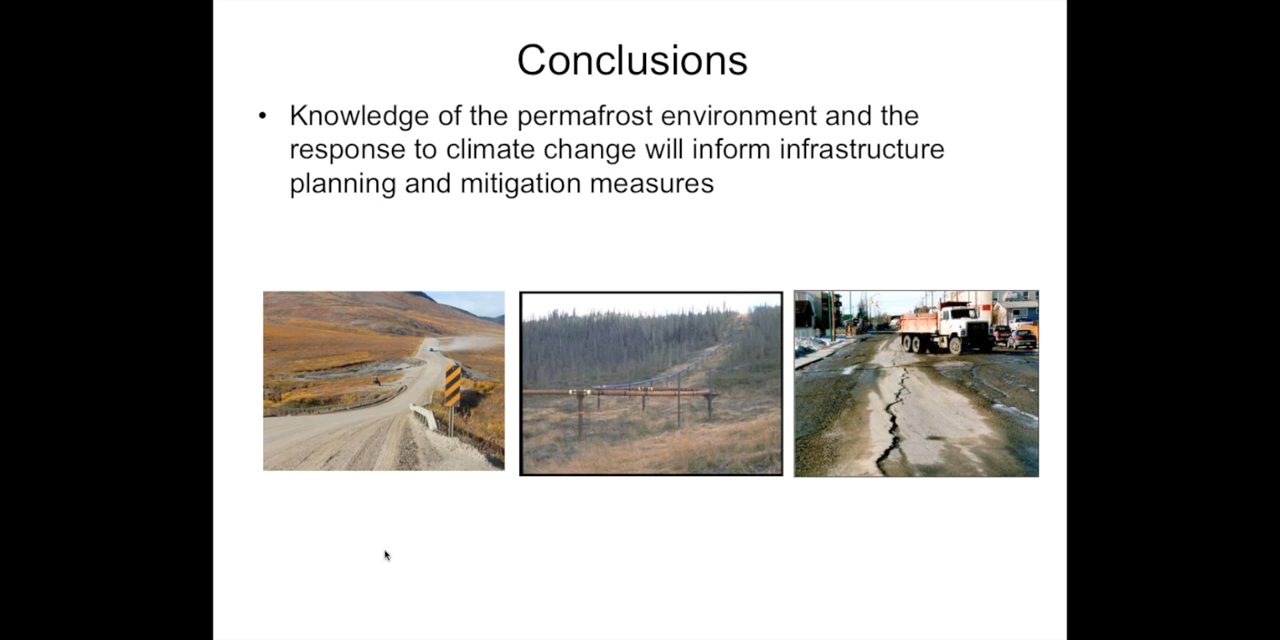 Conclusions
• Knowledge of the permafrost environment and the
response to climate change will inform infrastructure
planning and mitigation measures